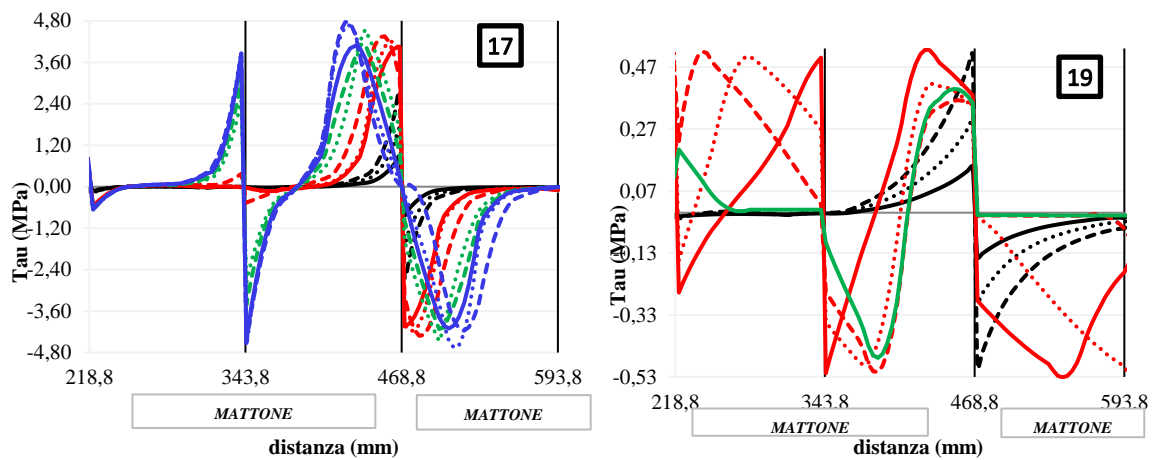 4,80
3,60
2,40
1,20
0,00
-1,20
-2,40
-3,60
-4,80
Tau (MPa)
17
218,8 343,8 468,8 593,8
MATTONE MATTONE
distanza (mm)
0,47
0,27
0,07
-0,13
-0,33
-0,53
Tau (MPa)
19
218,8 343,8 468,8 593,8
MATTONE MATTONE
distanza (mm)